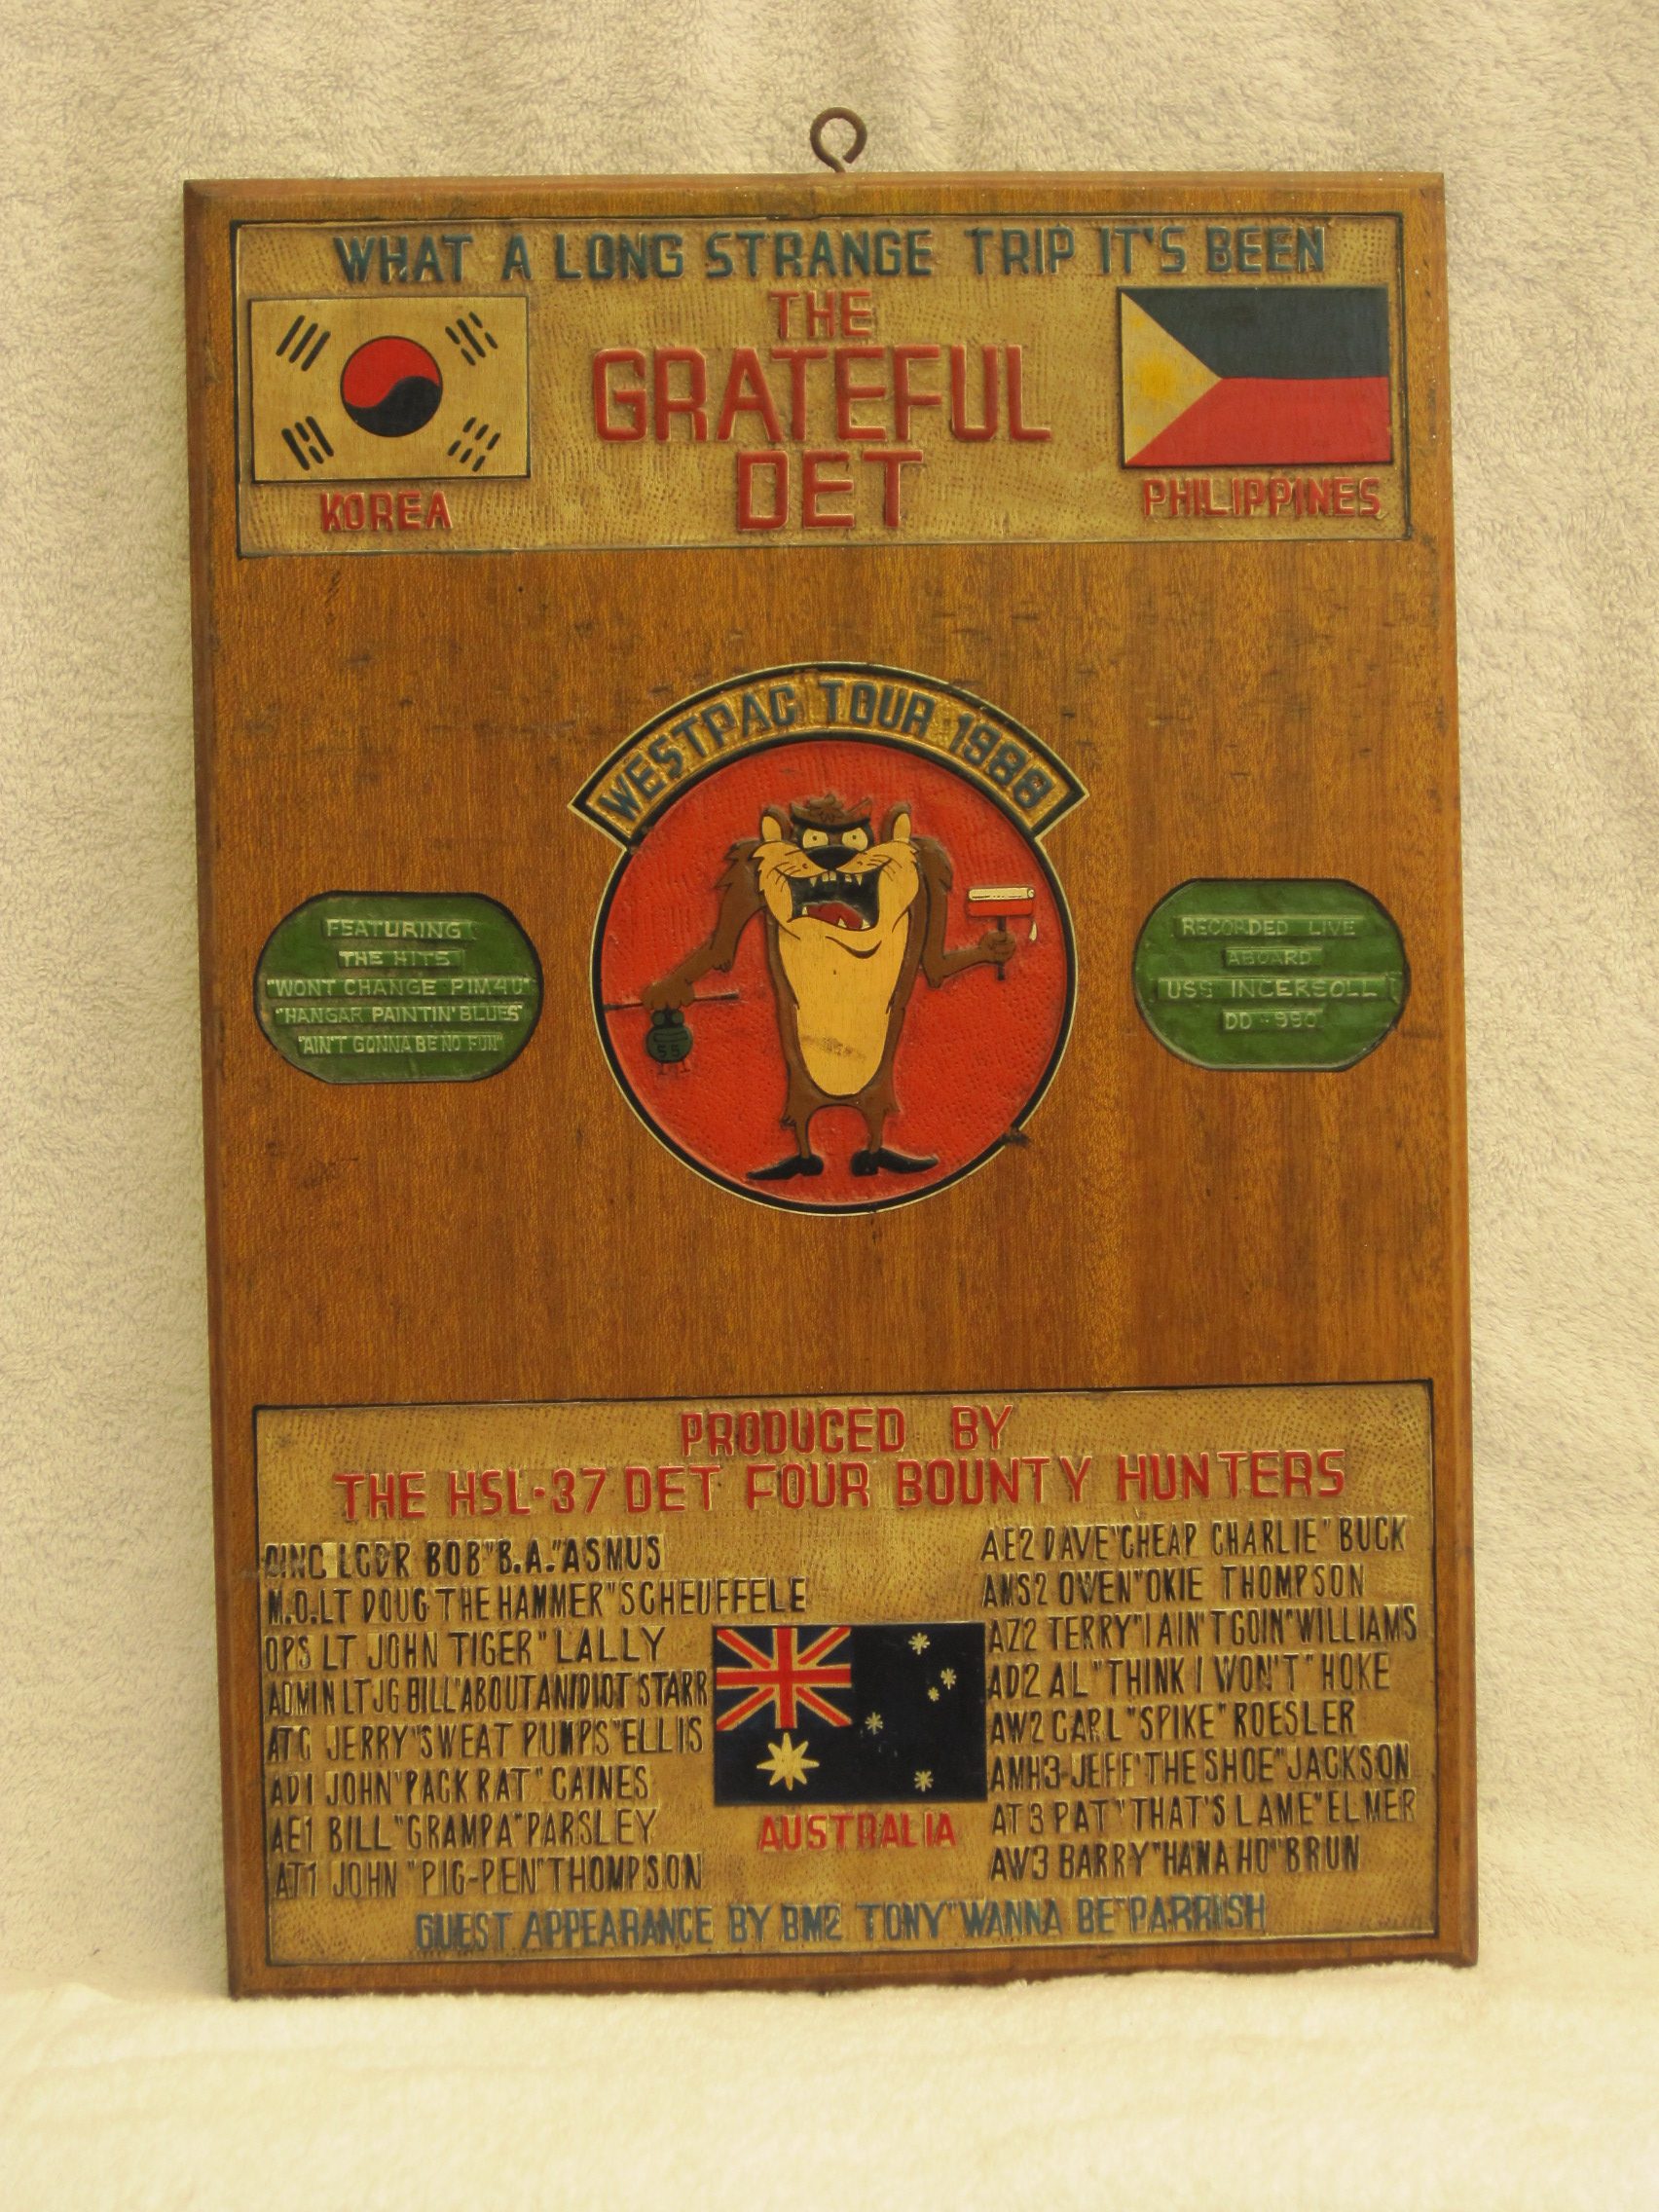 WHAT A LONG STRANGE TRIP IT'S BEEN
THE
GRATEFUL
DET
KOREA
PHILIPPINES
WESTPAC TOUR 1988
FEATURING
THE HITS
"WONT CHANGE PIM4U"
"HANGAR PAINTIN' BLUES"
"AIN'T GONNA BE NO FUN"
55
RECORDED LIVE
ABOARD
USS INGERSOLL
DD-990
PRODUCED BY
THE HSL-37 DET FOUR BOUNTY HUNTERS
OINC LCDR BOB "B.A." ASMUS
M.O. LT DOUG THE HAMMER" SCHEUFFELE
OPS LT JOHN TIGER" LALLY
ADMIN LTJG BILL"ABOUT AN IDIOT STARR
ATC JERRY "SWEAT PUMPS" ELLIS
AD1 JOHN "PACK RAT" CAINES
AE1 BILL "GRAMPA" PARSLEY
AT1 JOHN "PIG-PEN" THOMPSON
AE2 DAVE "CHEAP CHARLIE" BUCK
AMS2 OWEN "OKIE THOMPSON
AZ2 TERRY "I AIN'T GOIN" WILLIAMS
AD2 AL "THINK I WON'T" HOKE
AW2 CARL "SPIKE" ROESLER
AMH3 JEFF "THE SHOE" JACKSON
AT3 PAT "THAT'S LAME" ELMER
AW3 BARRY "HANA HO" BRUN
AUSTRALIA
GUEST APPEARANCE BY BM2 TONY "WANNA BE" PARRISH